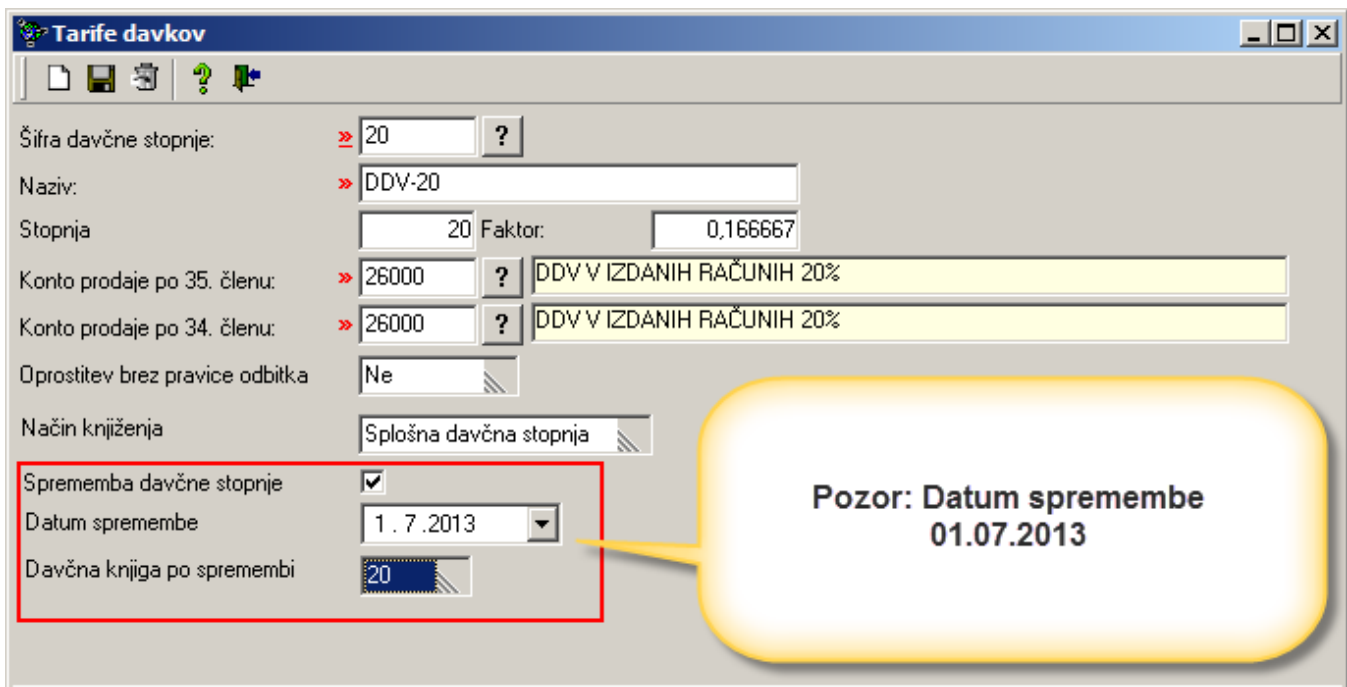 Tarife davkov
Šifra davčne stopnje: » 20 ?
Naziv: » DDV-20
Stopnja 20 Faktor: 0,166667
Konto prodaje po 35. členu: » 26000 ? DDV V IZDANIH RAČUNIH 20%
Konto prodaje po 34. členu: » 26000 ? DDV V IZDANIH RAČUNIH 20%
Oprostitev brez pravice odbitka Ne
Način knjiženja Splošna davčna stopnja
Sprememba davčne stopnje
Datum spremembe 1 . 7 .2013
Davčna knjiga po spremembi 20
Pozor: Datum spremembe
01.07.2013